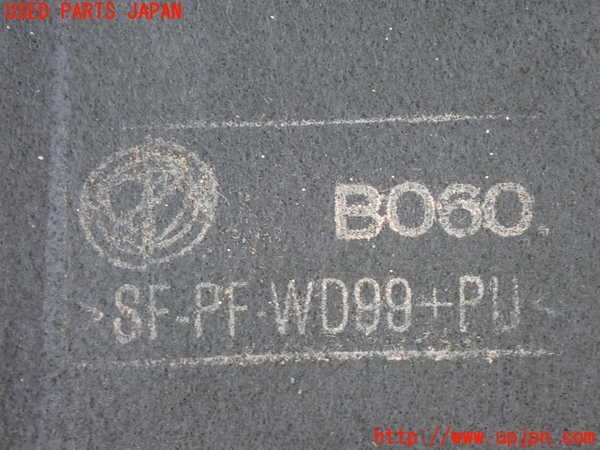 USED PARTS JAPAN
B060
>SF-PF-WD99+PU<
http://www.upjpn.com